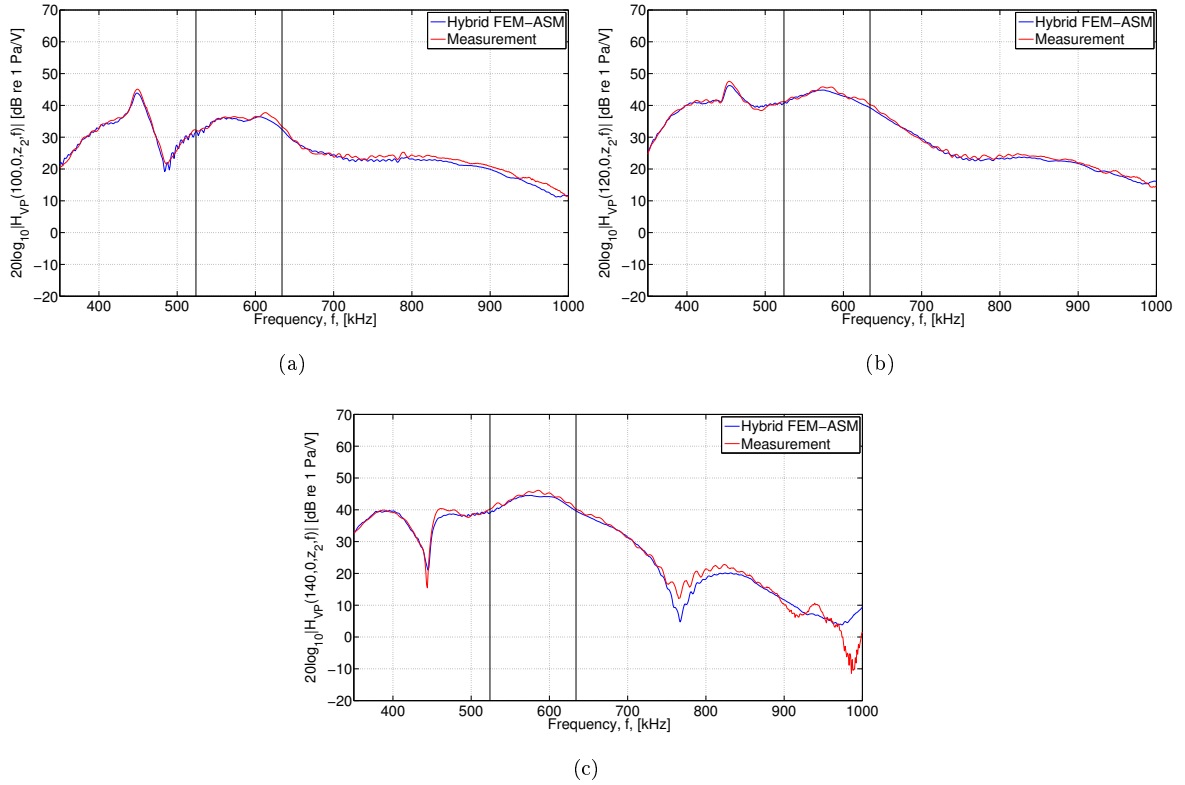 20log10|HVP(100,0,z2,f)| [dB re 1 Pa/V]
70
60
50
40
30
20
10
0
−10
−20
Hybrid FEM−ASM
Measurement
400 500 600 700 800 900 1000
Frequency, f, [kHz]
(a)
20log10|HVP(120,0,z2,f)| [dB re 1 Pa/V]
70
60
50
40
30
20
10
0
−10
−20
Hybrid FEM−ASM
Measurement
400 500 600 700 800 900 1000
Frequency, f, [kHz]
(b)
20log10|HVP(140,0,z2,f)| [dB re 1 Pa/V]
70
60
50
40
30
20
10
0
−10
−20
Hybrid FEM−ASM
Measurement
400 500 600 700 800 900 1000
Frequency, f, [kHz]
(c)